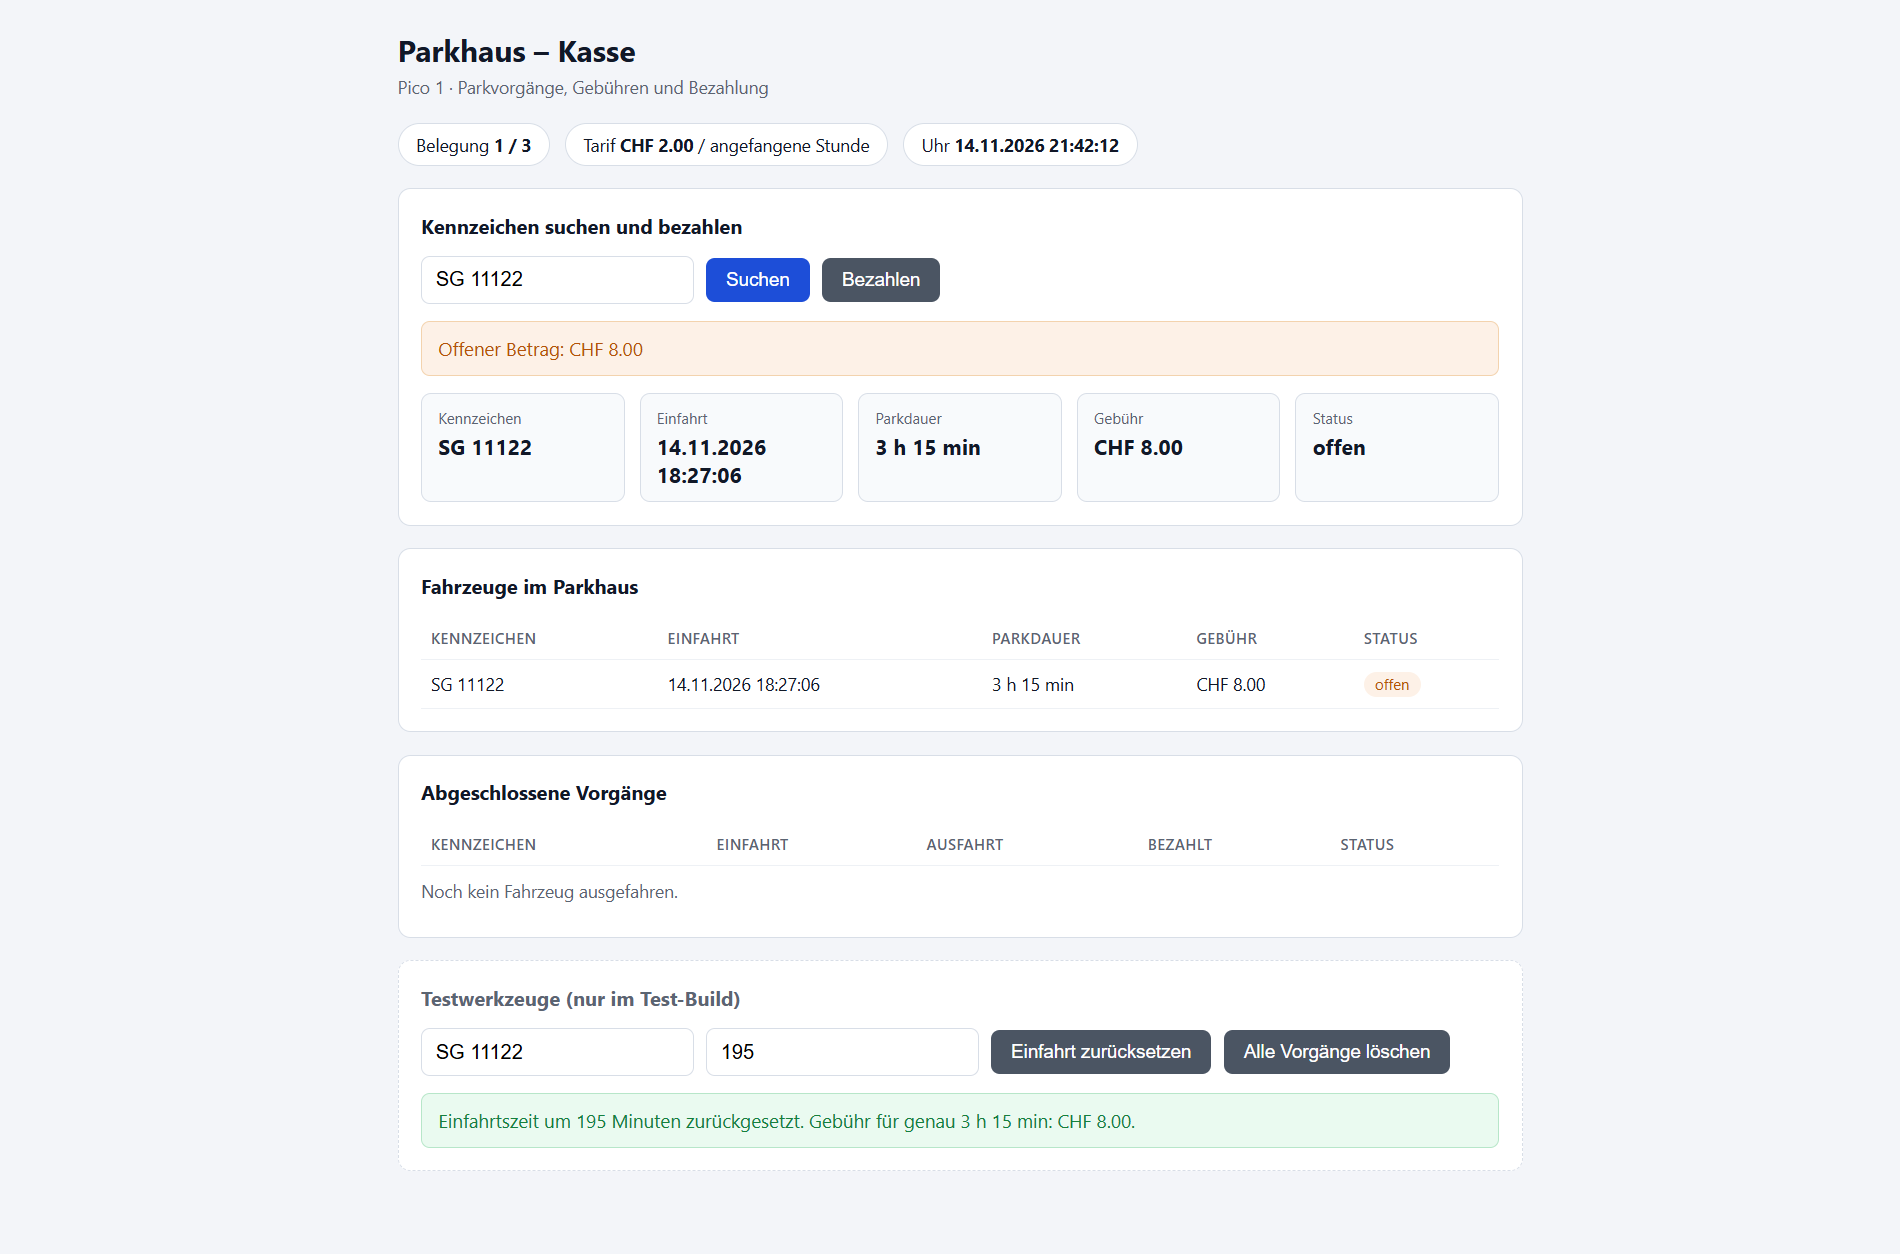 Parkhaus – Kasse
Pico 1 · Parkvorgänge, Gebühren und Bezahlung
Belegung 1 / 3
Tarif CHF 2.00 / angefangene Stunde
Uhr 14.11.2026 21:42:12
Kennzeichen suchen und bezahlen
SG 11122
Suchen
Bezahlen
Offener Betrag: CHF 8.00
Kennzeichen
SG 11122
Einfahrt
14.11.2026
18:27:06
Parkdauer
3 h 15 min
Gebühr
CHF 8.00
Status
offen
Fahrzeuge im Parkhaus
KENNZEICHEN EINFAHRT PARKDAUER GEBÜHR STATUS
SG 11122 14.11.2026 18:27:06 3 h 15 min CHF 8.00 offen
Abgeschlossene Vorgänge
KENNZEICHEN EINFAHRT AUSFAHRT BEZAHLT STATUS
Noch kein Fahrzeug ausgefahren.
Testwerkzeuge (nur im Test-Build)
SG 11122
195
Einfahrt zurücksetzen
Alle Vorgänge löschen
Einfahrtszeit um 195 Minuten zurückgesetzt. Gebühr für genau 3 h 15 min: CHF 8.00.